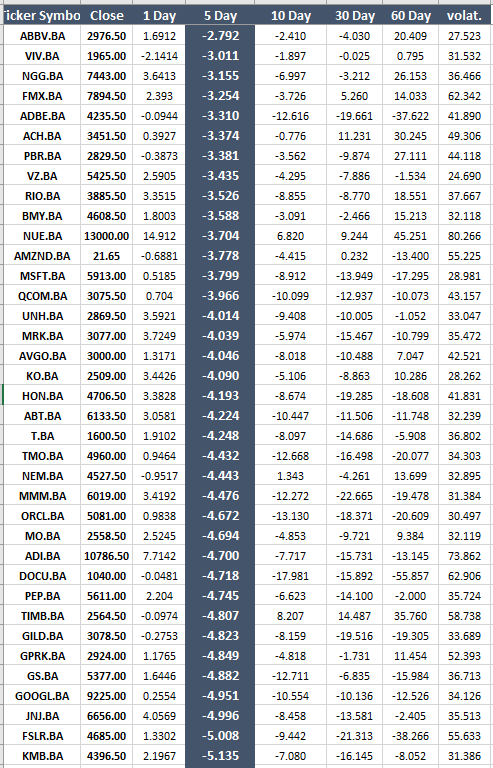 icker Symbo Close 1 Day 5 Day 10 Day 30 Day 60 Day volat.
ABBV.BA 2976.50 1.6912 -2.792 -2.410 -4.030 20.409 27.523
VIV.BA 1965.00 -2.1414 -3.011 -1.897 -0.025 0.795 31.532
NGG.BA 7443.00 3.6413 -3.155 -6.997 -3.212 26.153 36.466
FMX.BA 7894.50 2.393 -3.254 -3.726 5.260 14.033 62.342
ADBE.BA 4235.50 -0.0944 -3.310 -12.616 -19.661 -37.622 41.890
ACH.BA 3451.50 0.3927 -3.374 -0.776 11.231 30.245 49.306
PBR.BA 2829.50 -0.3873 -3.381 -3.562 -9.874 27.111 44.118
VZ.BA 5425.50 2.5905 -3.435 -4.295 -7.886 -1.534 24.690
RIO.BA 3885.50 3.3515 -3.526 -8.855 -8.770 18.551 37.667
BMY.BA 4608.50 1.8003 -3.588 -3.091 -2.466 15.213 32.118
NUE.BA 13000.00 14.912 -3.704 6.820 9.244 45.251 80.266
AMZND.BA 21.65 -0.6881 -3.778 -4.415 0.232 -13.400 55.225
MSFT.BA 5913.00 0.5185 -3.799 -8.912 -13.949 -17.295 28.981
QCOM.BA 3075.50 0.704 -3.966 -10.099 -12.937 -10.073 43.157
UNH.BA 2869.50 3.5921 -4.014 -9.408 -10.005 -1.052 33.047
MRK.BA 3077.00 3.7249 -4.039 -5.974 -15.467 -10.799 35.472
AVGO.BA 3000.00 1.3171 -4.046 -8.018 -10.488 7.047 42.521
KO.BA 2509.00 3.4426 -4.090 -5.106 -8.863 10.286 28.262
HON.BA 4706.50 3.3828 -4.193 -8.674 -19.285 -18.608 41.831
ABT.BA 6133.50 3.0581 -4.224 -10.447 -11.506 -11.748 32.239
T.BA 1600.50 1.9102 -4.248 -8.097 -14.686 -5.908 36.802
TMO.BA 4960.00 0.9464 -4.432 -12.668 -16.498 -20.077 34.303
NEM.BA 4527.50 -0.9517 -4.443 1.343 -4.261 13.699 32.895
MMM.BA 6019.00 3.4192 -4.476 -12.272 -22.665 -19.478 31.384
ORCL.BA 5081.00 0.9838 -4.672 -13.130 -18.371 -20.609 30.497
MO.BA 2558.50 2.5245 -4.694 -4.853 -9.721 9.384 32.119
ADI.BA 10786.50 7.7142 -4.700 -7.717 -15.731 -13.145 73.862
DOCU.BA 1040.00 -0.0481 -4.718 -17.981 -15.892 -55.857 62.906
PEP.BA 5611.00 2.204 -4.745 -6.623 -14.100 -2.000 35.724
TIMB.BA 2564.50 -0.0974 -4.807 8.207 14.487 35.760 58.738
GILD.BA 3078.50 -0.2753 -4.823 -8.159 -19.516 -19.305 33.689
GPRK.BA 2924.00 1.1765 -4.849 -4.818 -1.731 11.454 52.393
GS.BA 5377.00 1.6446 -4.882 -12.711 -6.835 -15.984 36.713
GOOGL.BA 9225.00 0.2554 -4.951 -10.554 -10.136 -12.526 34.126
JNJ.BA 6656.00 4.0569 -4.996 -8.458 -13.581 -2.405 35.513
FSLR.BA 4685.00 1.3302 -5.008 -9.442 -21.313 -38.266 55.633
KMB.BA 4396.50 2.1967 -5.135 -7.080 -16.145 -8.052 31.386